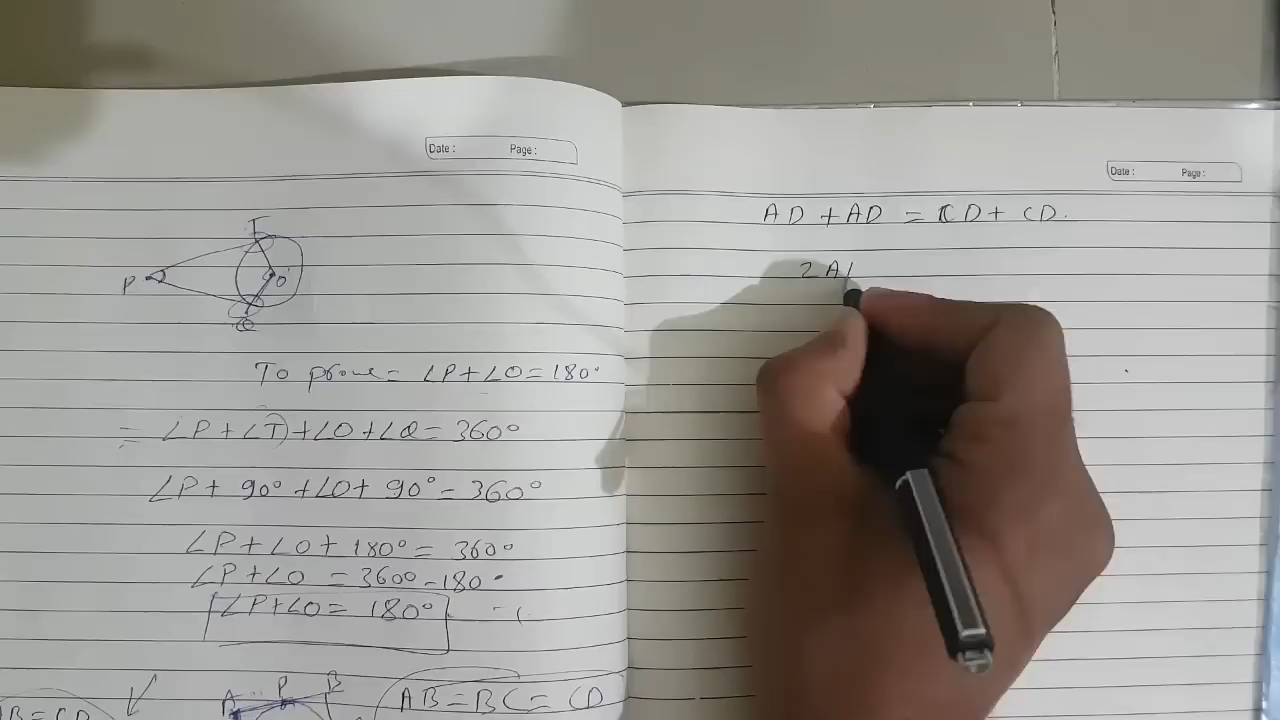 Date : Page :
T
P 90° O
Q
To prove = ∠P+∠O=180°
= ∠P+∠T+∠O+∠Q=360°
∠P+ 90°+∠O+ 90°=360°
∠P+∠O+180°= 360°
∠P+∠O = 360°-180°
∠P+∠O= 180°
A P B
AB=BC=CD
Date : Page :
AD +AD = CD+ CD.
2A